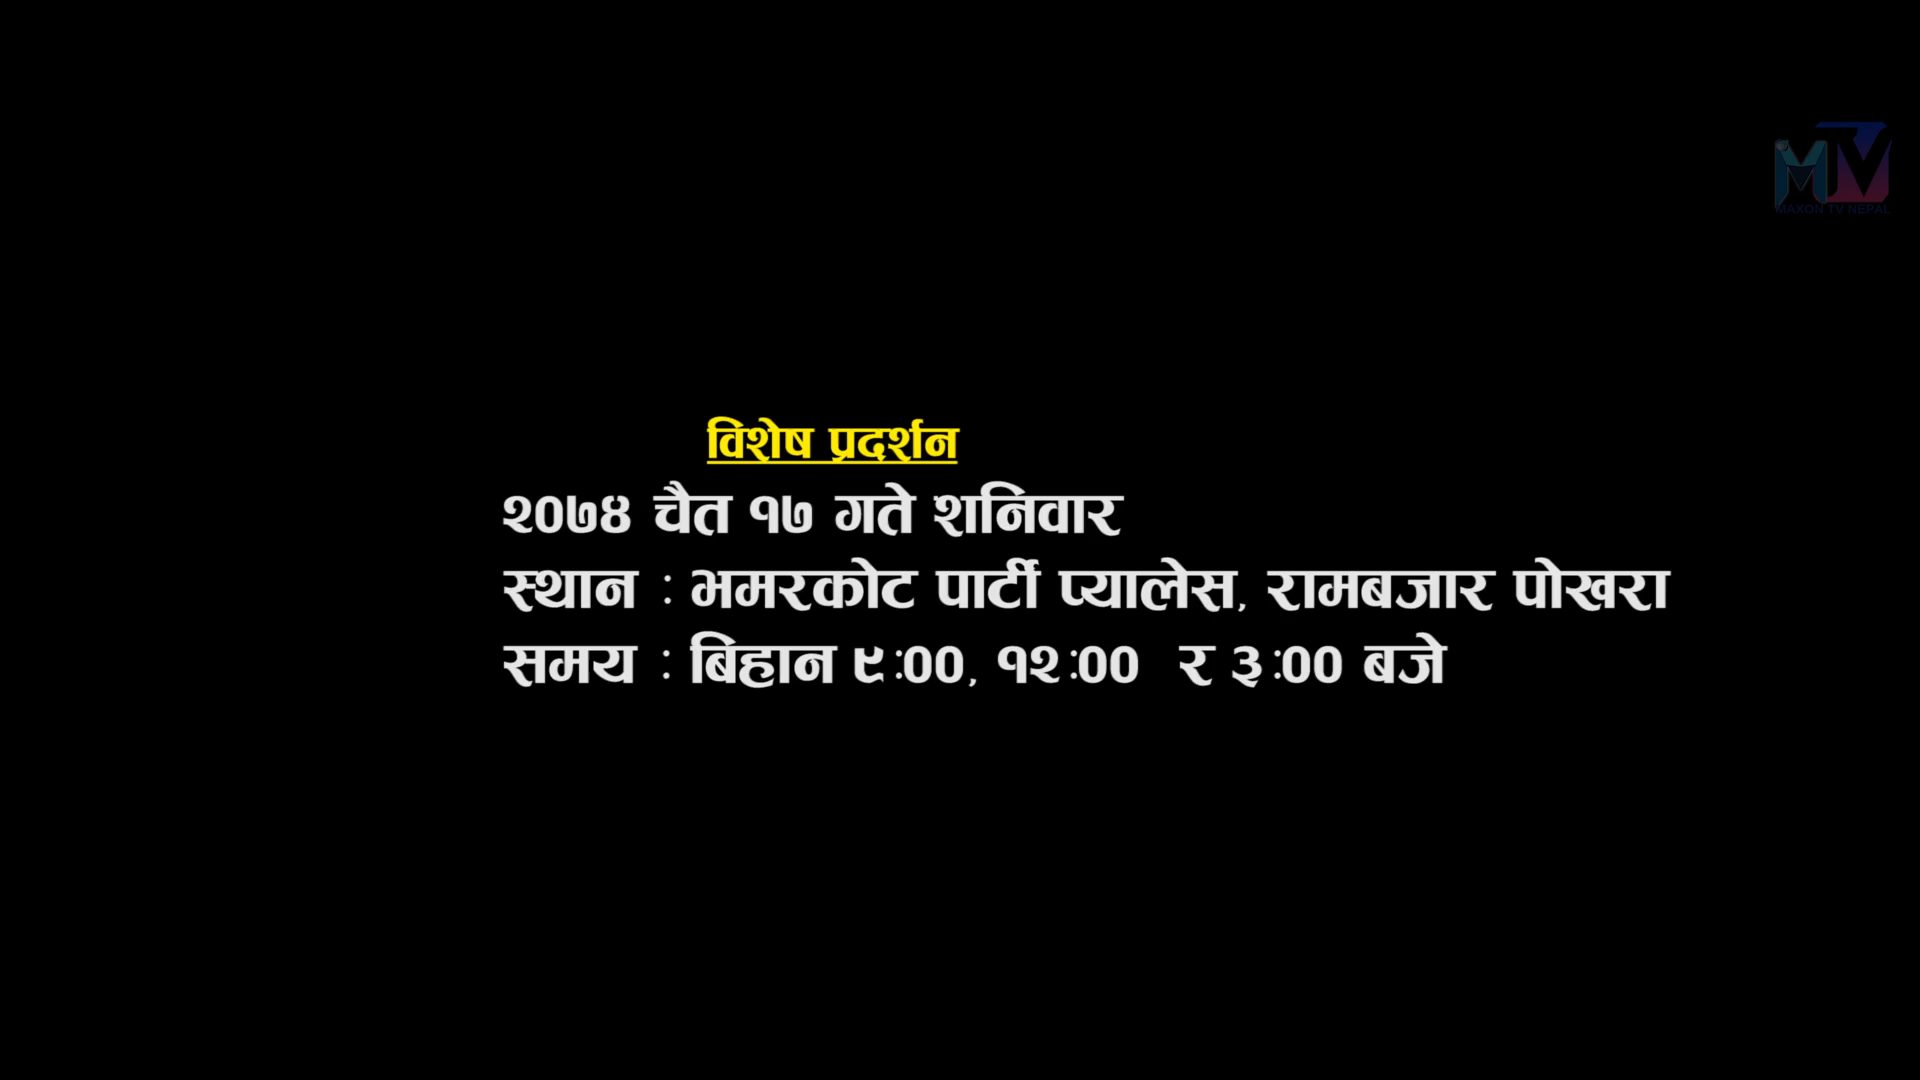 MTV
MAXON TV NEPAL
विशेष प्रदर्शन
२०७४ चैत १७ गते शनिवार
स्थान : भमरकोट पार्टी प्यालेस, रामबजार पोखरा
समय : बिहान ९:००, १२:०० र ३:०० बजे